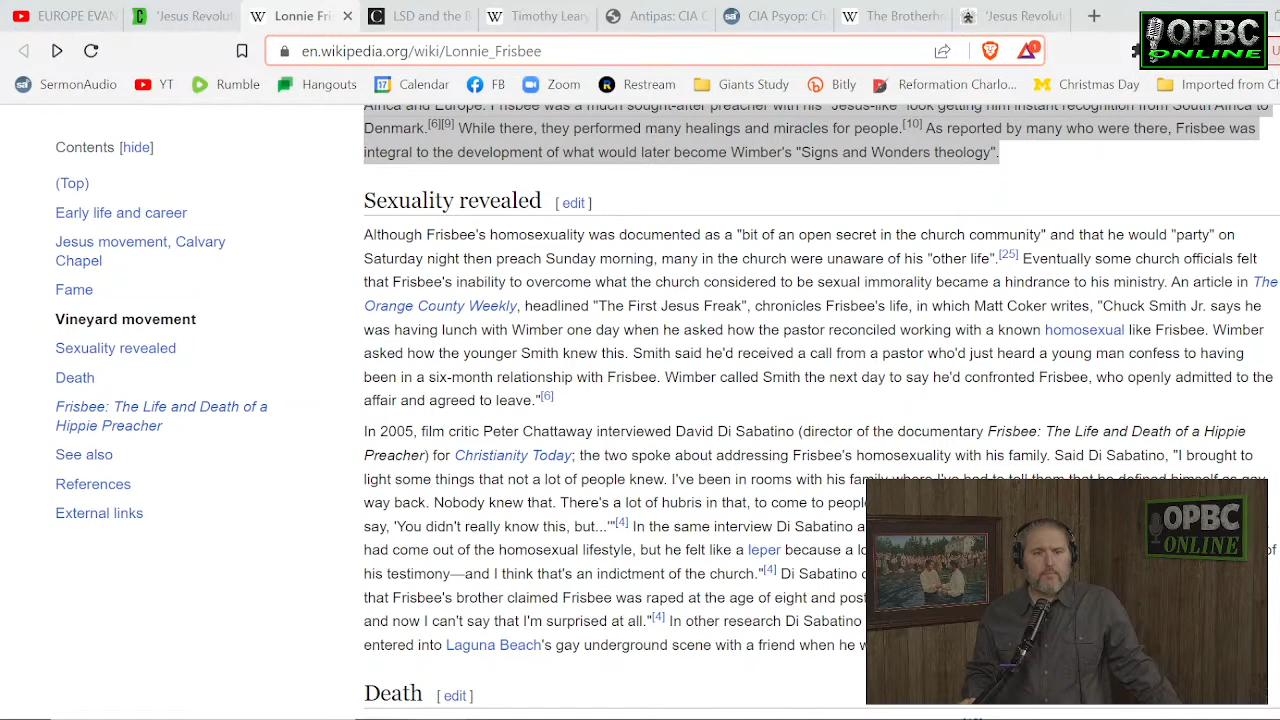 EUROPE EVAN
'Jesus Revolut
Lonnie Fri
LSD and the
Timothy Leary
Antipas: CIA C
CIA Psyop: Ch
The Brotherh
'Jesus Revolut
OPBC
ONLINE
en.wikipedia.org/wiki/Lonnie_Frisbee
SermonAudio YT Rumble Hangouts Calendar FB Zoom Restream Giants Study Bitly Reformation Charlo... Christmas Day Imported from Ch
Africa and Europe. Frisbee was a much sought-after preacher with his "Jesus-like" look getting him instant recognition from South Africa to
Denmark.[6][9] While there, they performed many healings and miracles for people.[10] As reported by many who were there, Frisbee was
integral to the development of what would later become Wimber's "Signs and Wonders theology".
Contents [hide]
(Top)
Early life and career
Jesus movement, Calvary
Chapel
Fame
Vineyard movement
Sexuality revealed
Death
Frisbee: The Life and Death of a
Hippie Preacher
See also
References
External links
Sexuality revealed [ edit ]
Although Frisbee's homosexuality was documented as a "bit of an open secret in the church community" and that he would "party" on
Saturday night then preach Sunday morning, many in the church were unaware of his "other life".[25] Eventually some church officials felt
that Frisbee's inability to overcome what the church considered to be sexual immorality became a hindrance to his ministry. An article in The
Orange County Weekly, headlined "The First Jesus Freak", chronicles Frisbee's life, in which Matt Coker writes, "Chuck Smith Jr. says he
was having lunch with Wimber one day when he asked how the pastor reconciled working with a known homosexual like Frisbee. Wimber
asked how the younger Smith knew this. Smith said he'd received a call from a pastor who'd just heard a young man confess to having
been in a six-month relationship with Frisbee. Wimber called Smith the next day to say he'd confronted Frisbee, who openly admitted to the
affair and agreed to leave."[6]
In 2005, film critic Peter Chattaway interviewed David Di Sabatino (director of the documentary Frisbee: The Life and Death of a Hippie
Preacher) for Christianity Today; the two spoke about addressing Frisbee's homosexuality with his family. Said Di Sabatino, "I brought to
light some things that not a lot of people knew. I've been in rooms with his family where I've had to tell them that he defined himself as gay
way back. Nobody knew that. There's a lot of hubris in that, to come to peopl
say, 'You didn't really know this, but...'"[4] In the same interview Di Sabatino a
had come out of the homosexual lifestyle, but he felt like a leper because a lo of
his testimony—and I think that's an indictment of the church."[4] Di Sabatino
that Frisbee's brother claimed Frisbee was raped at the age of eight and post
and now I can't say that I'm surprised at all."[4] In other research Di Sabatino
entered into Laguna Beach's gay underground scene with a friend when he w
OPBC
ONLINE
Death [ edit ]